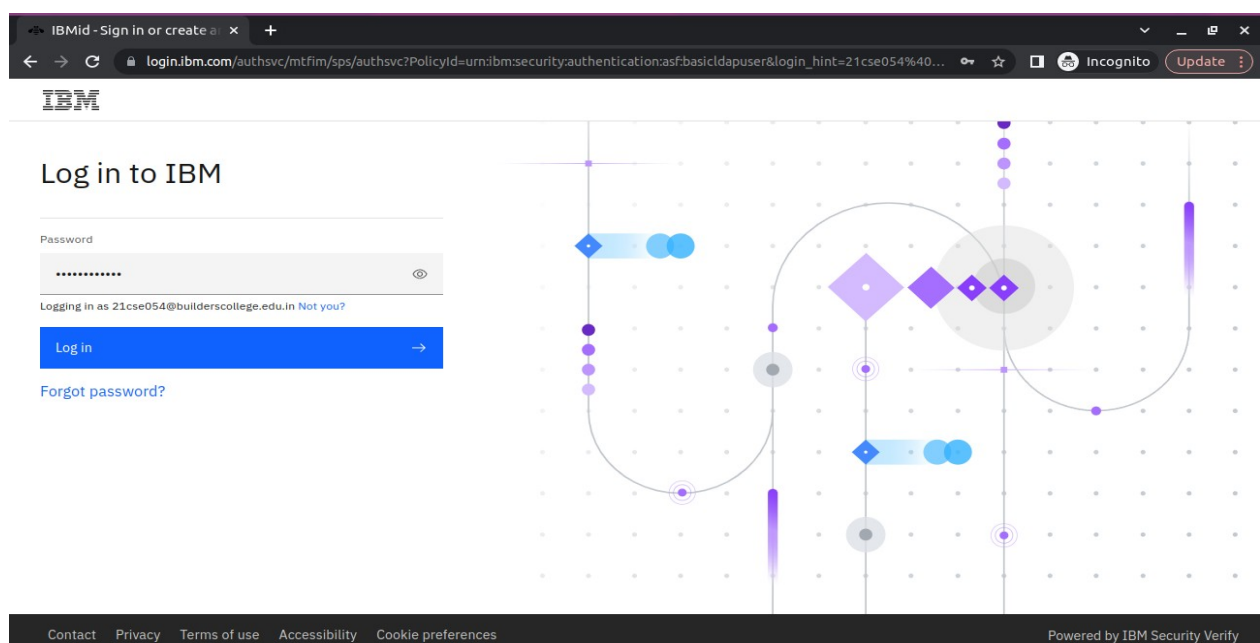 IBMid - Sign in or create a
login.ibm.com/authsvc/mtfim/sps/authsvc?PolicyId=urn:ibm:security:authentication:asf:basicldapuser&login_hint=21cse054%40...
Incognito
Update
IBM
Log in to IBM
Password
••••••••••••
Logging in as 21cse054@builderscollege.edu.in Not you?
Log in
Forgot password?
Contact Privacy Terms of use Accessibility Cookie preferences
Powered by IBM Security Verify